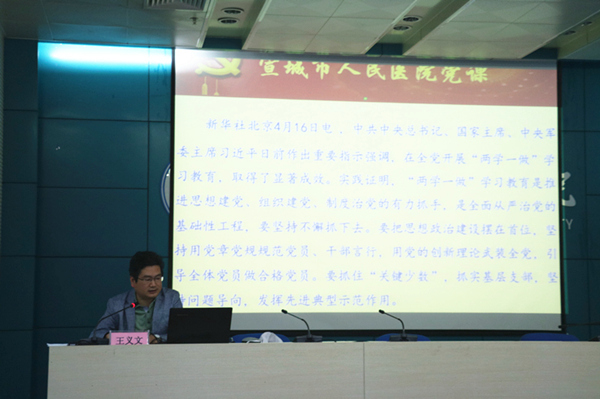 宣城市人民医院党课
新华社北京4月16日电 ，中共中央总书记、国家主席、中央军
委主席习近平日前作出重要指示强调，在全党开展“两学一做”学
习教育，取得了显著成效。实践证明，“两学一做”学习教育是推
进思想建党、组织建党、制度治党的有力抓手，是全面从严治党的
基础性工程，要坚持不懈抓下去。要把思想政治建设摆在首位，坚
持用党章党规规范党员、干部言行，用党的创新理论武装全党，引
导全体党员做合格党员。要抓住“关键少数”，抓实基层支部，坚
持问题导向，发挥先进典型示范作用。
院
TY
王义文